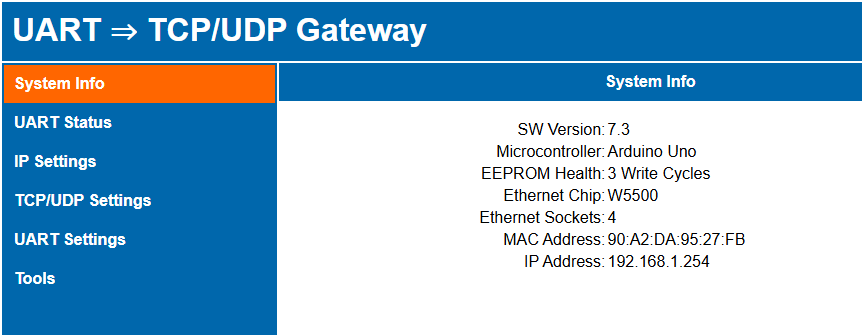 UART ⇒ TCP/UDP Gateway
System Info
UART Status
IP Settings
TCP/UDP Settings
UART Settings
Tools
System Info
SW Version: 7.3
Microcontroller: Arduino Uno
EEPROM Health: 3 Write Cycles
Ethernet Chip: W5500
Ethernet Sockets: 4
MAC Address: 90:A2:DA:95:27:FB
IP Address: 192.168.1.254